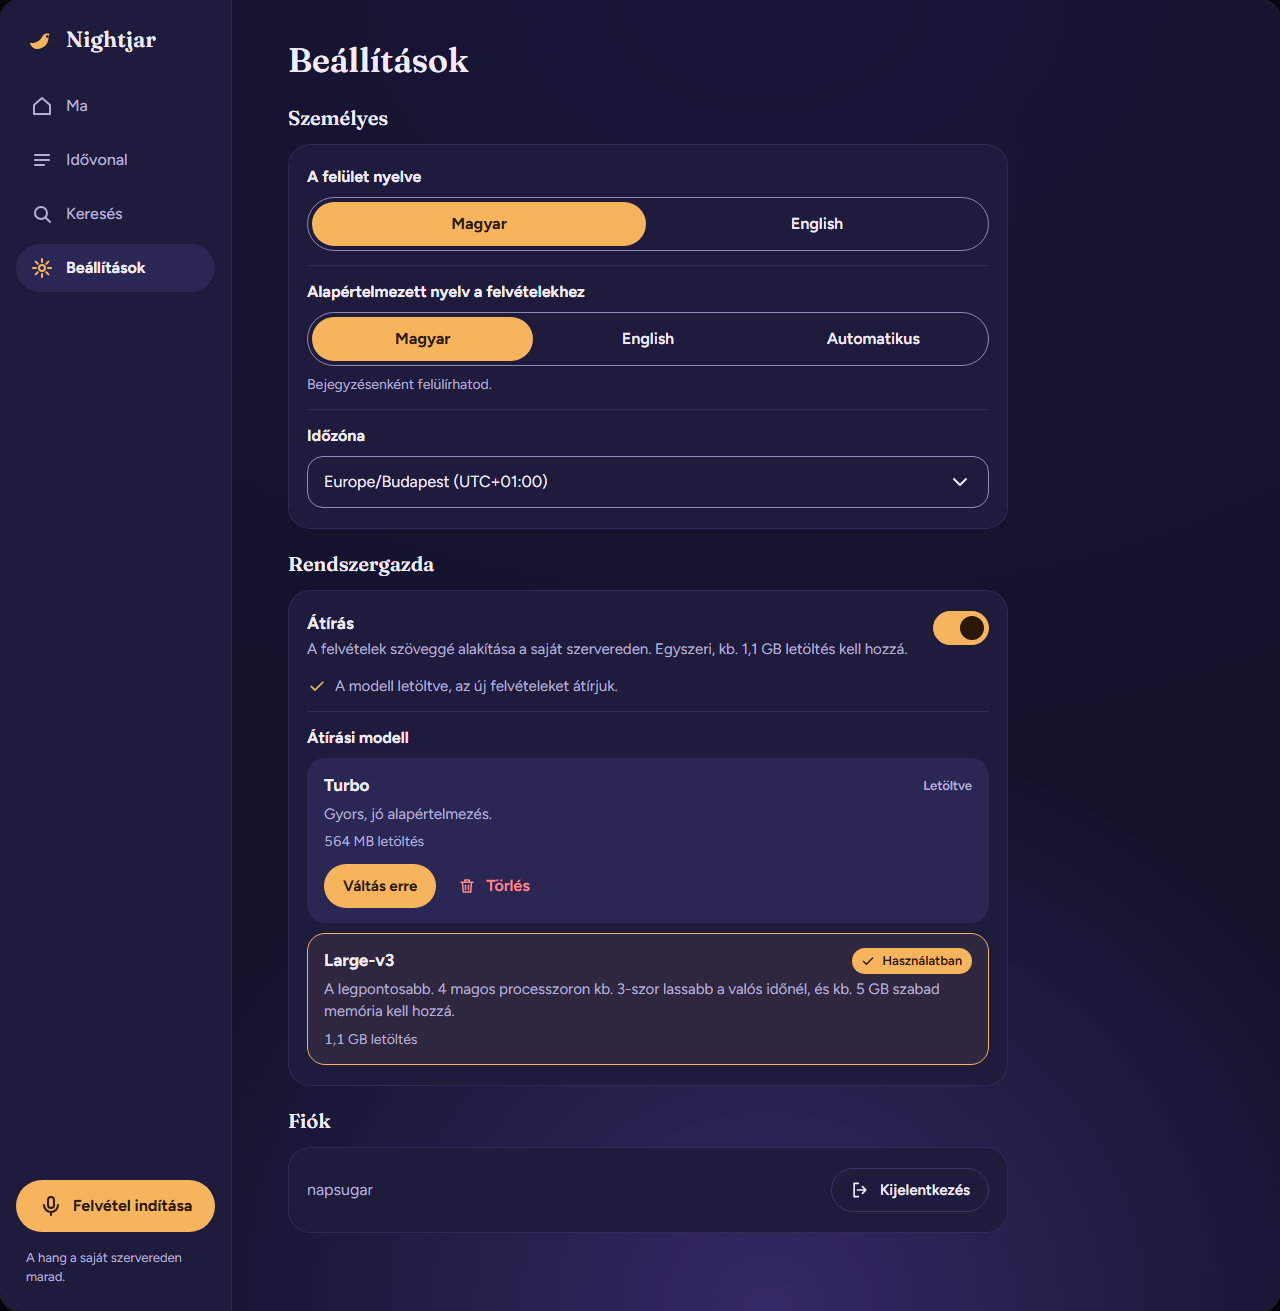 Nightjar
Ma
Idővonal
Keresés
Beállítások
Felvétel indítása
A hang a saját szervereden
marad.
Beállítások
Személyes
A felület nyelve
Magyar
English
Alapértelmezett nyelv a felvételekhez
Magyar
English
Automatikus
Bejegyzésenként felülírhatod.
Időzóna
Europe/Budapest (UTC+01:00)
Rendszergazda
Átírás
A felvételek szöveggé alakítása a saját szervereden. Egyszeri, kb. 1,1 GB letöltés kell hozzá.
A modell letöltve, az új felvételeket átírjuk.
Átírási modell
Turbo
Letöltve
Gyors, jó alapértelmezés.
564 MB letöltés
Váltás erre
Törlés
Large-v3
Használatban
A legpontosabb. 4 magos processzoron kb. 3-szor lassabb a valós időnél, és kb. 5 GB szabad
memória kell hozzá.
1,1 GB letöltés
Fiók
napsugar
Kijelentkezés